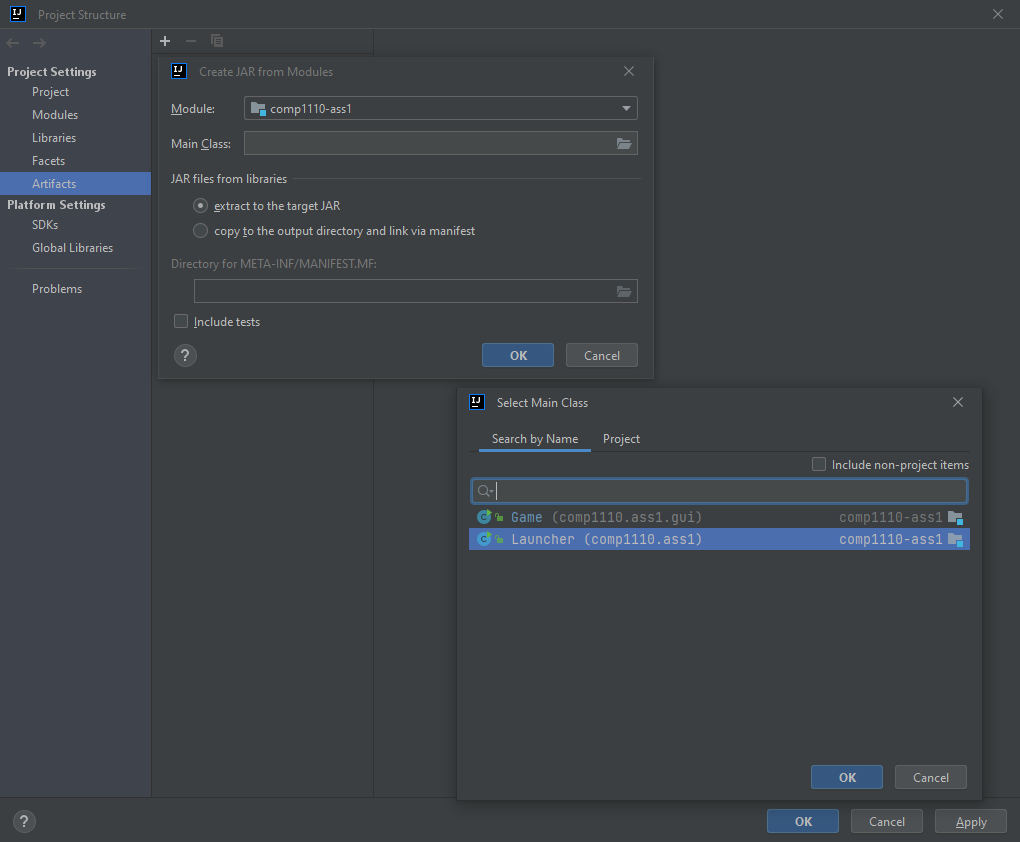 Project Structure
Project Settings
Project
Modules
Libraries
Facets
Artifacts
Platform Settings
SDKs
Global Libraries
Problems
Create JAR from Modules
Module: comp1110-ass1
Main Class:
JAR files from libraries
extract to the target JAR
copy to the output directory and link via manifest
Directory for META-INF/MANIFEST.MF:
Include tests
? OK Cancel
Select Main Class
Search by Name Project
Include non-project items
Game (comp1110.ass1.gui) comp1110-ass1
Launcher (comp1110.ass1) comp1110-ass1
OK Cancel
? OK Cancel Apply